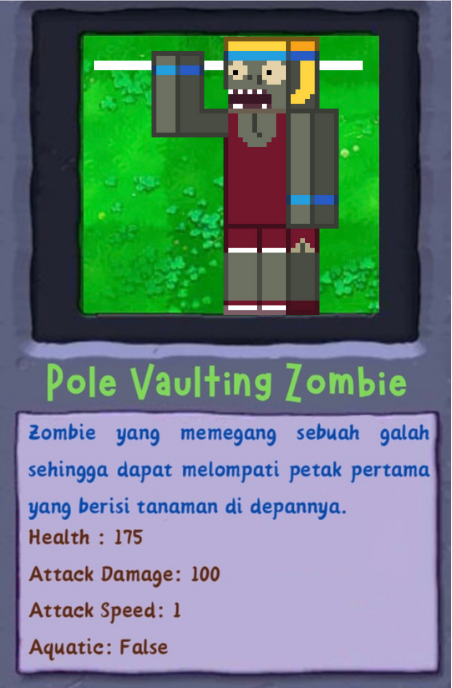 Pole Vaulting Zombie
Zombie yang memegang sebuah galah
sehingga dapat melompati petak pertama
yang berisi tanaman di depannya.
Health : 175
Attack Damage: 100
Attack Speed: 1
Aquatic: False